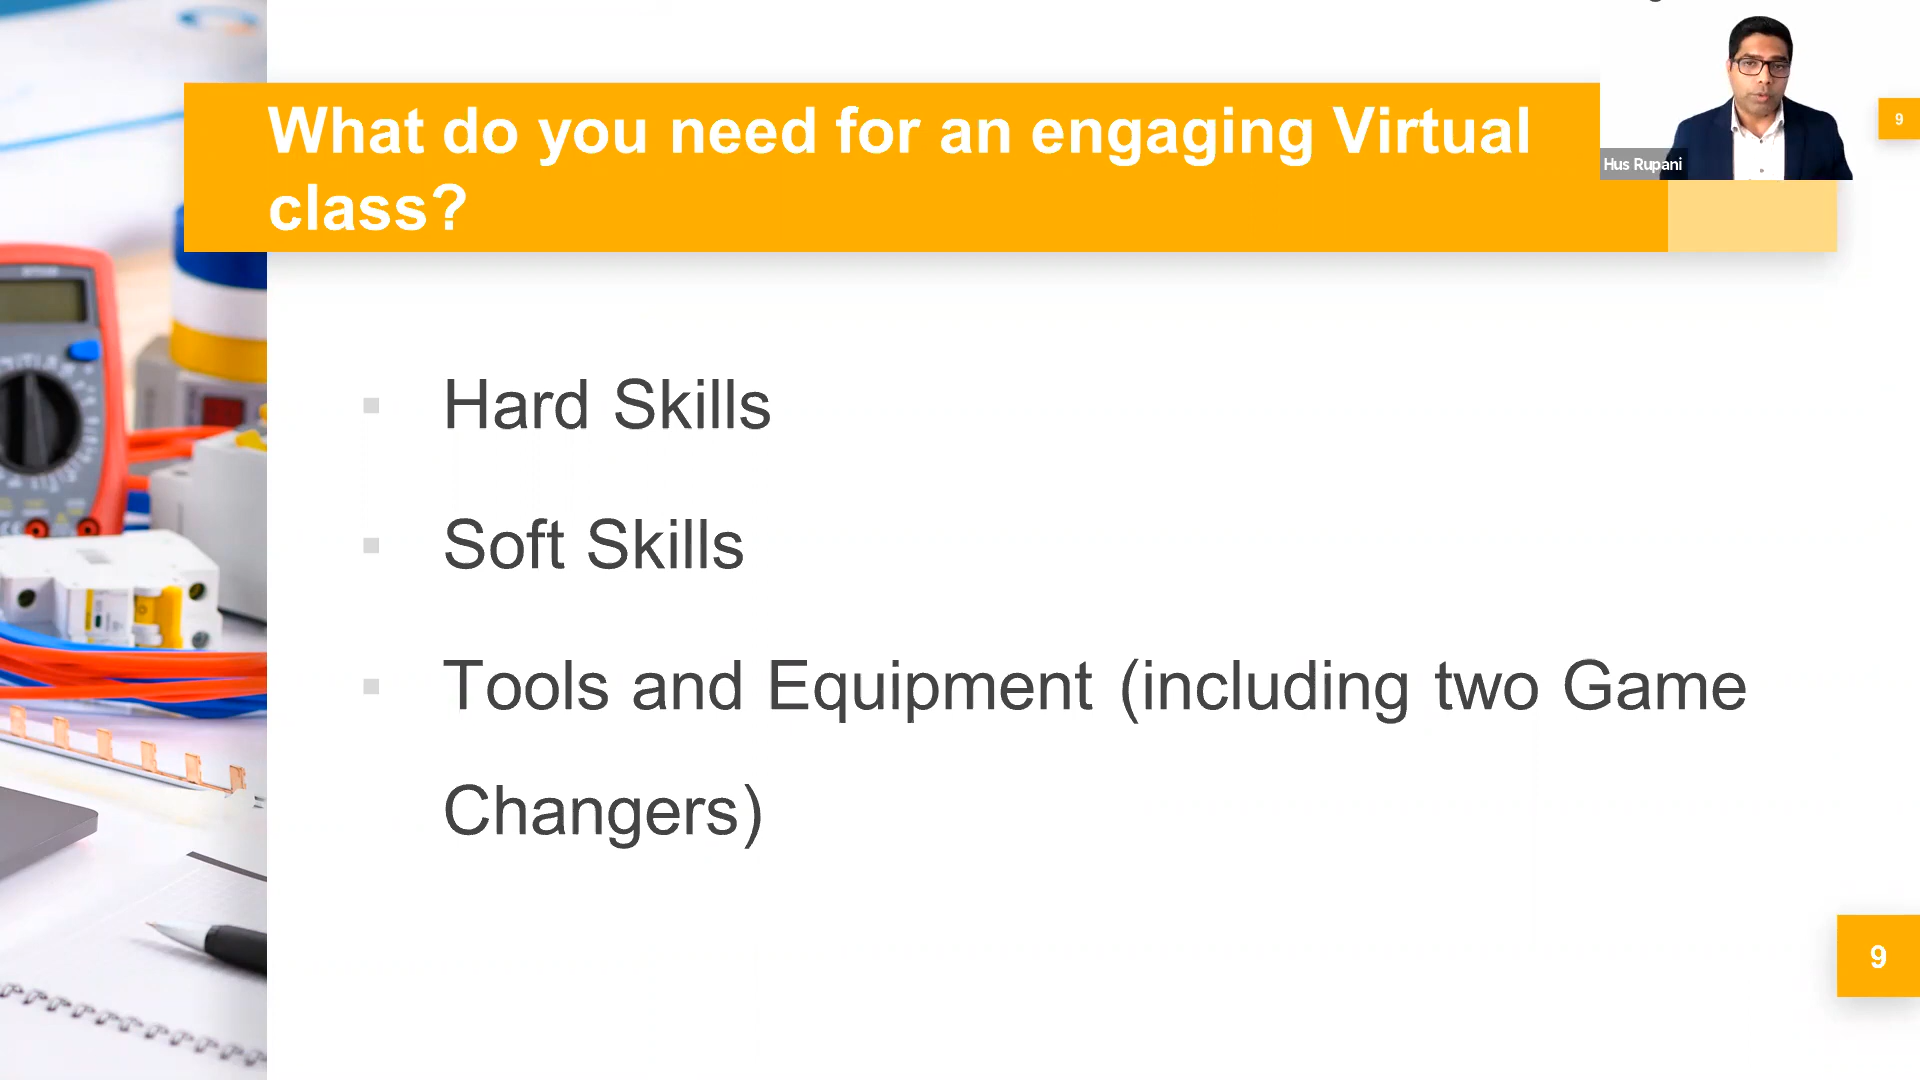 What do you need for an engaging Virtual
class?
Hus Rupani
9
Hard Skills
Soft Skills
Tools and Equipment (including two Game
Changers)
9